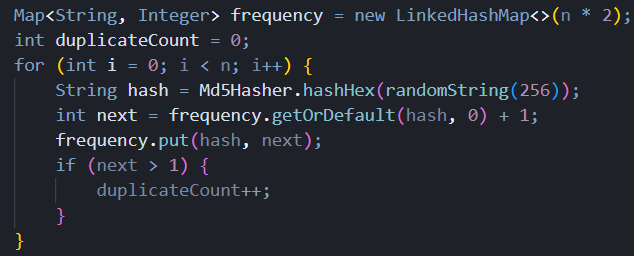 Map<String, Integer> frequency = new LinkedHashMap<>(n * 2);
int duplicateCount = 0;
for (int i = 0; i < n; i++) {
    String hash = Md5Hasher.hashHex(randomString(256));
    int next = frequency.getOrDefault(hash, 0) + 1;
    frequency.put(hash, next);
    if (next > 1) {
        duplicateCount++;
    }
}